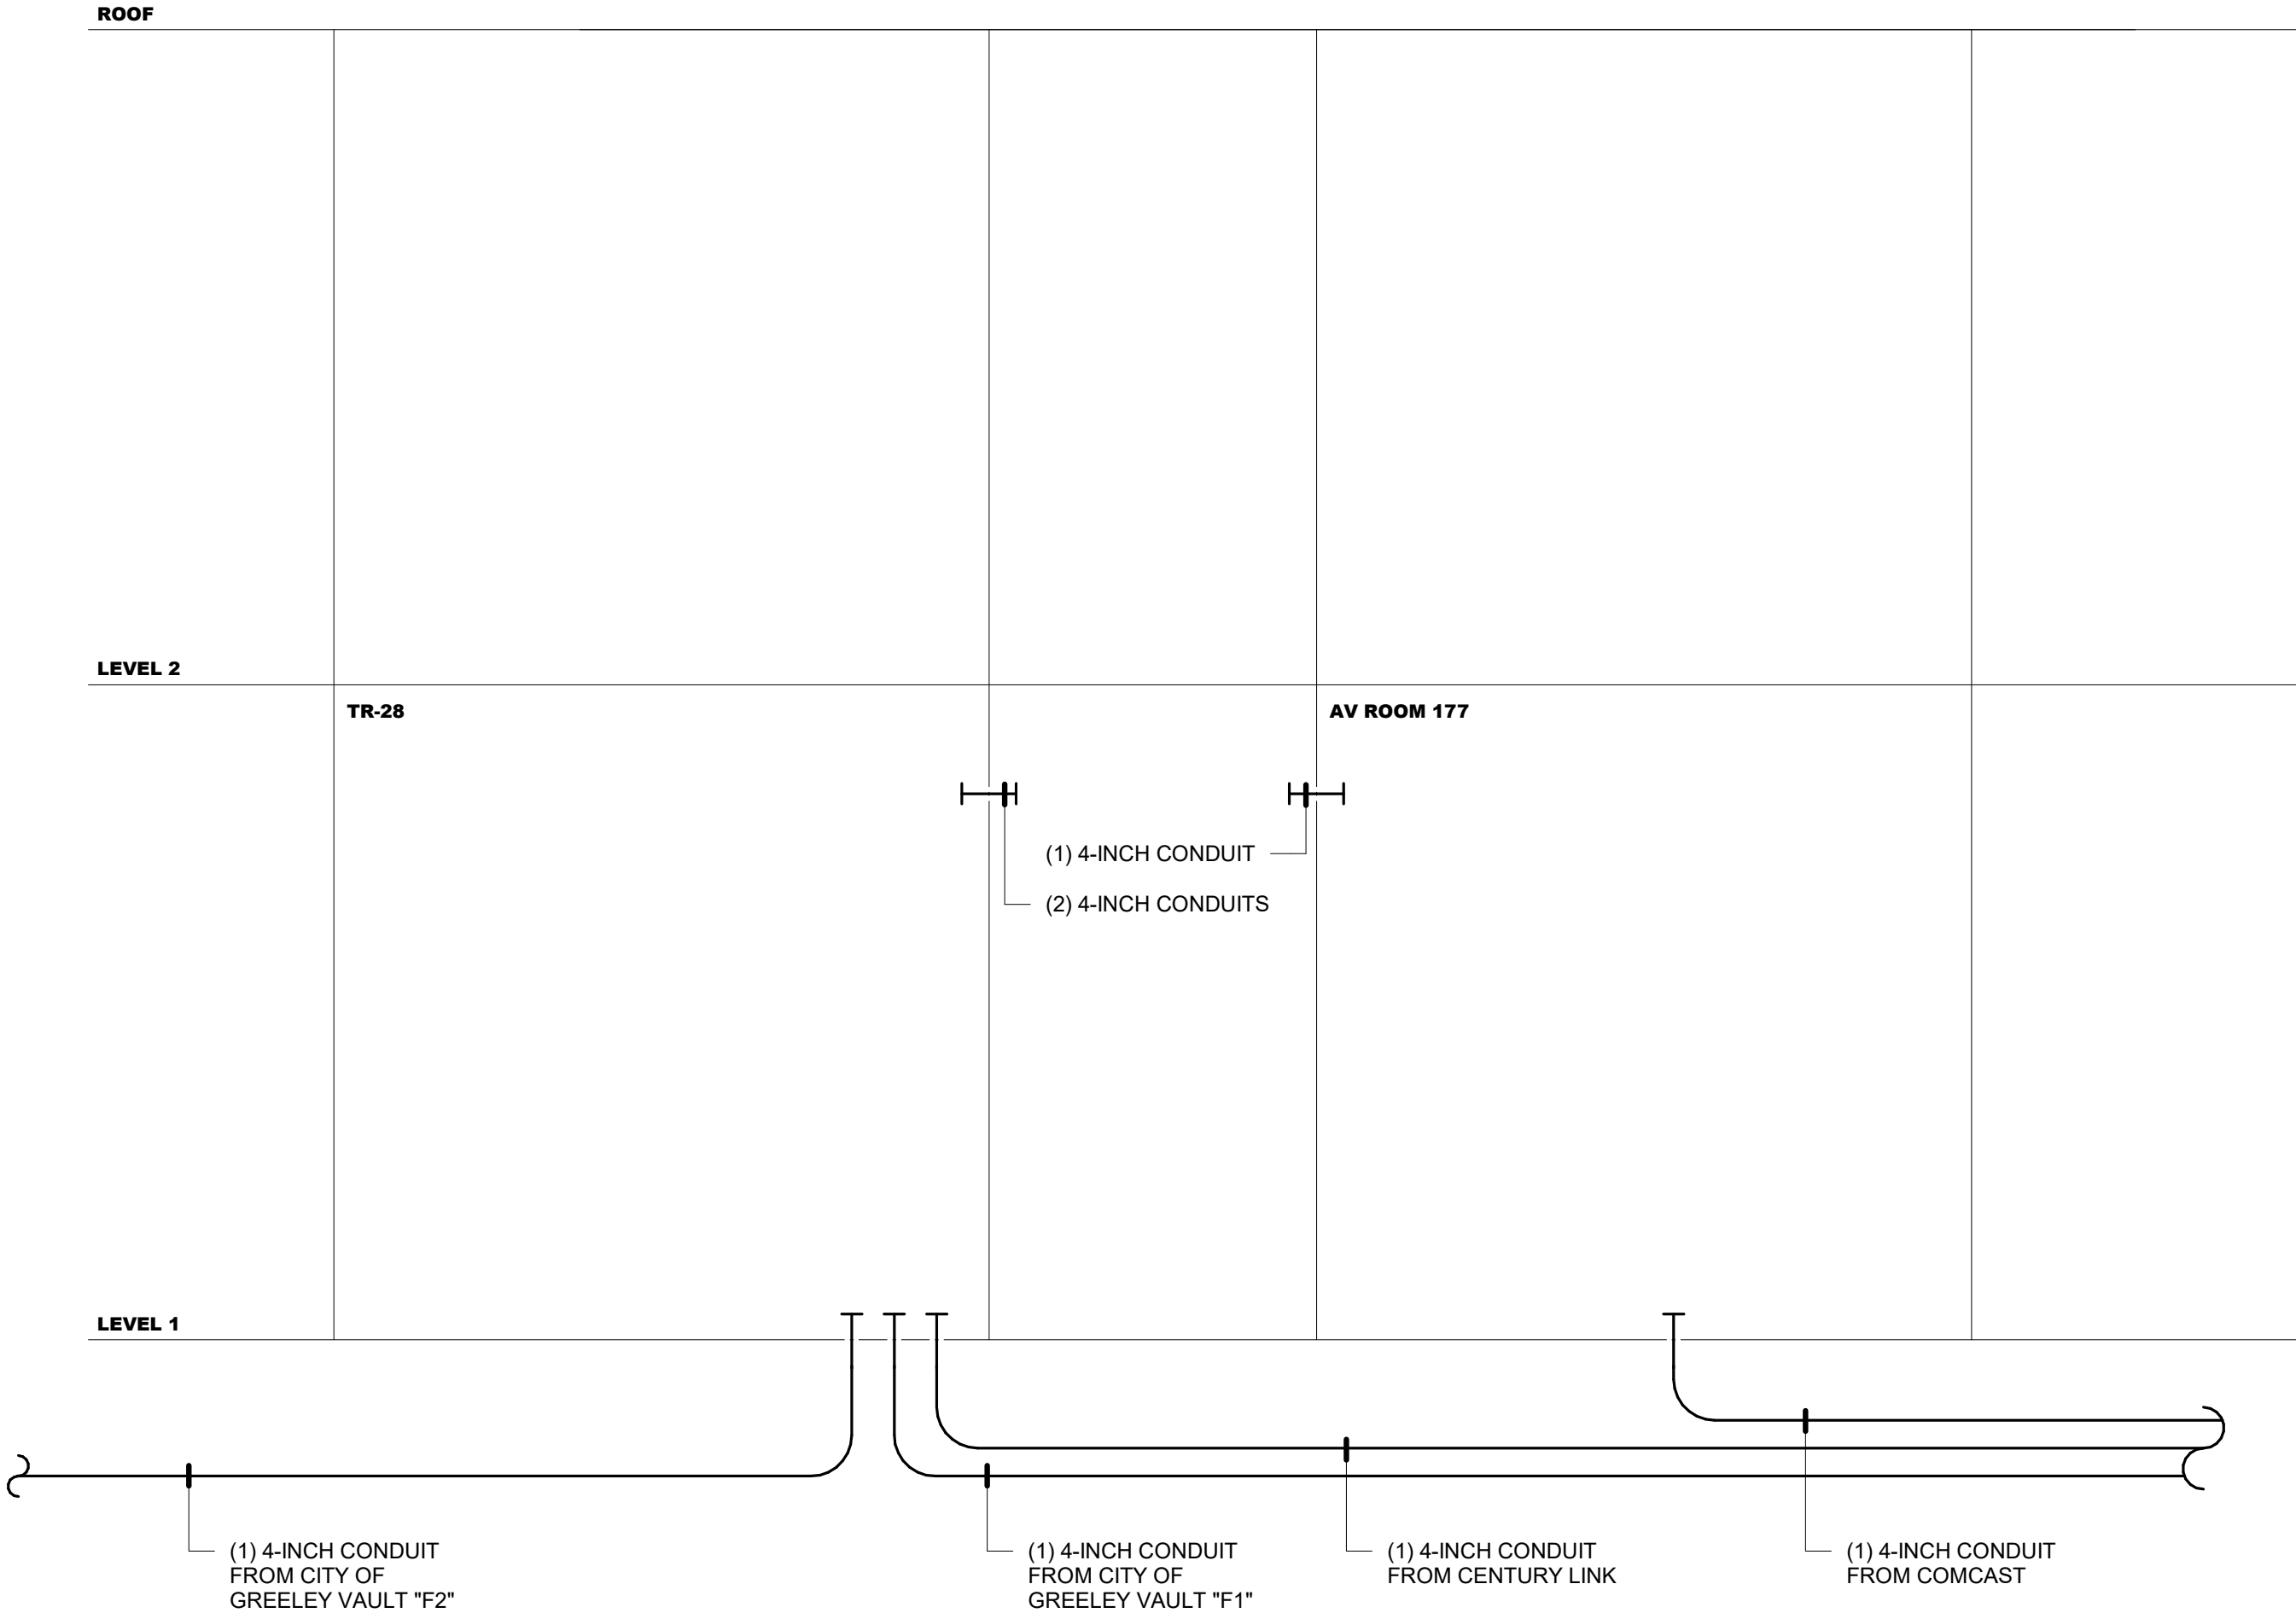 ROOF
LEVEL 2
TR-28
AV ROOM 177
(1) 4-INCH CONDUIT
(2) 4-INCH CONDUITS
LEVEL 1
(1) 4-INCH CONDUIT
FROM CITY OF
GREELEY VAULT "F2"
(1) 4-INCH CONDUIT
FROM CITY OF
GREELEY VAULT "F1"
(1) 4-INCH CONDUIT
FROM CENTURY LINK
(1) 4-INCH CONDUIT
FROM COMCAST